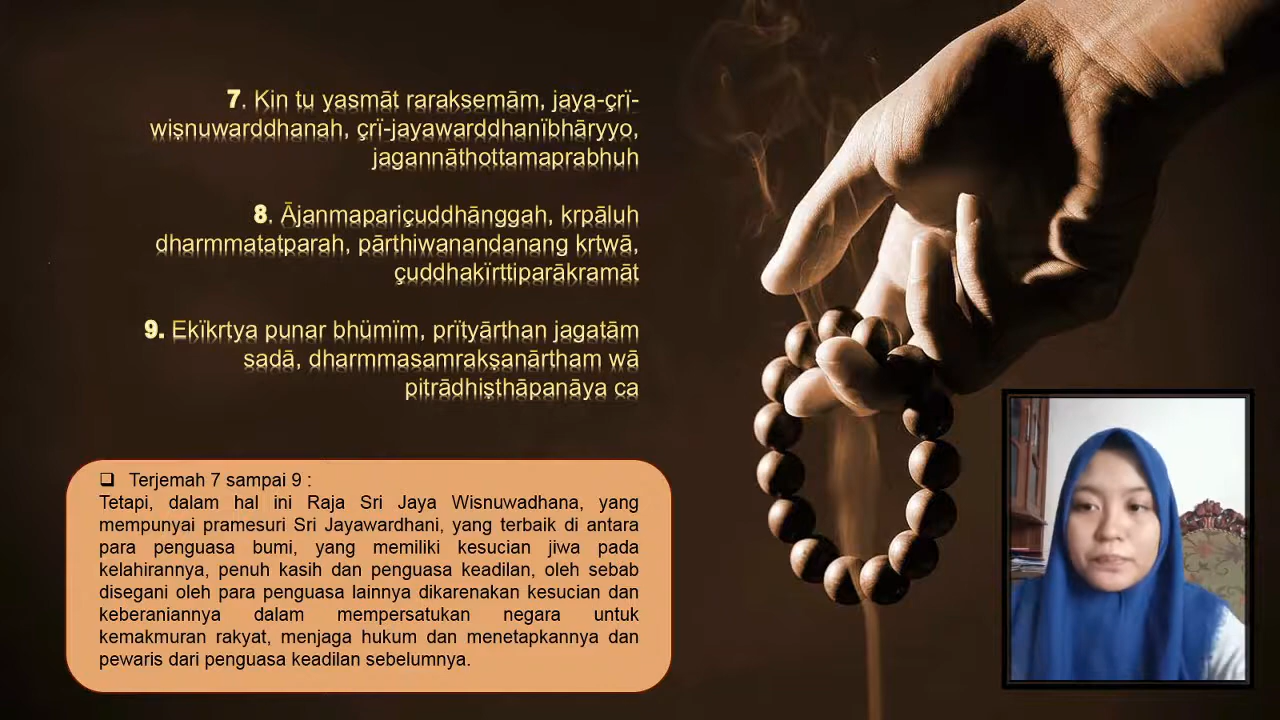 7. Kin tu yasmāt raraksemām, jaya-çrï-
wiṣnuwarddhanah, çrï-jayawarddhanïbhāryyo,
jagannāthottamaprabhuh
8. Ājanmapariçuddhānggah, krpāluh
dharmmatatparah, pārthiwanandanang krtwā,
çuddhakïrttiparākramāt
9. Ekïkrtya punar bhümïm, prïtyārthan jagatām
sadā, dharmmasamrakṣanārtham wā
pitrādhiṣthāpanāya ca
❑ Terjemah 7 sampai 9 :
Tetapi, dalam hal ini Raja Sri Jaya Wisnuwadhana, yang
mempunyai pramesuri Sri Jayawardhani, yang terbaik di antara
para penguasa bumi, yang memiliki kesucian jiwa pada
kelahirannya, penuh kasih dan penguasa keadilan, oleh sebab
disegani oleh para penguasa lainnya dikarenakan kesucian dan
keberaniannya dalam mempersatukan negara untuk
kemakmuran rakyat, menjaga hukum dan menetapkannya dan
pewaris dari penguasa keadilan sebelumnya.